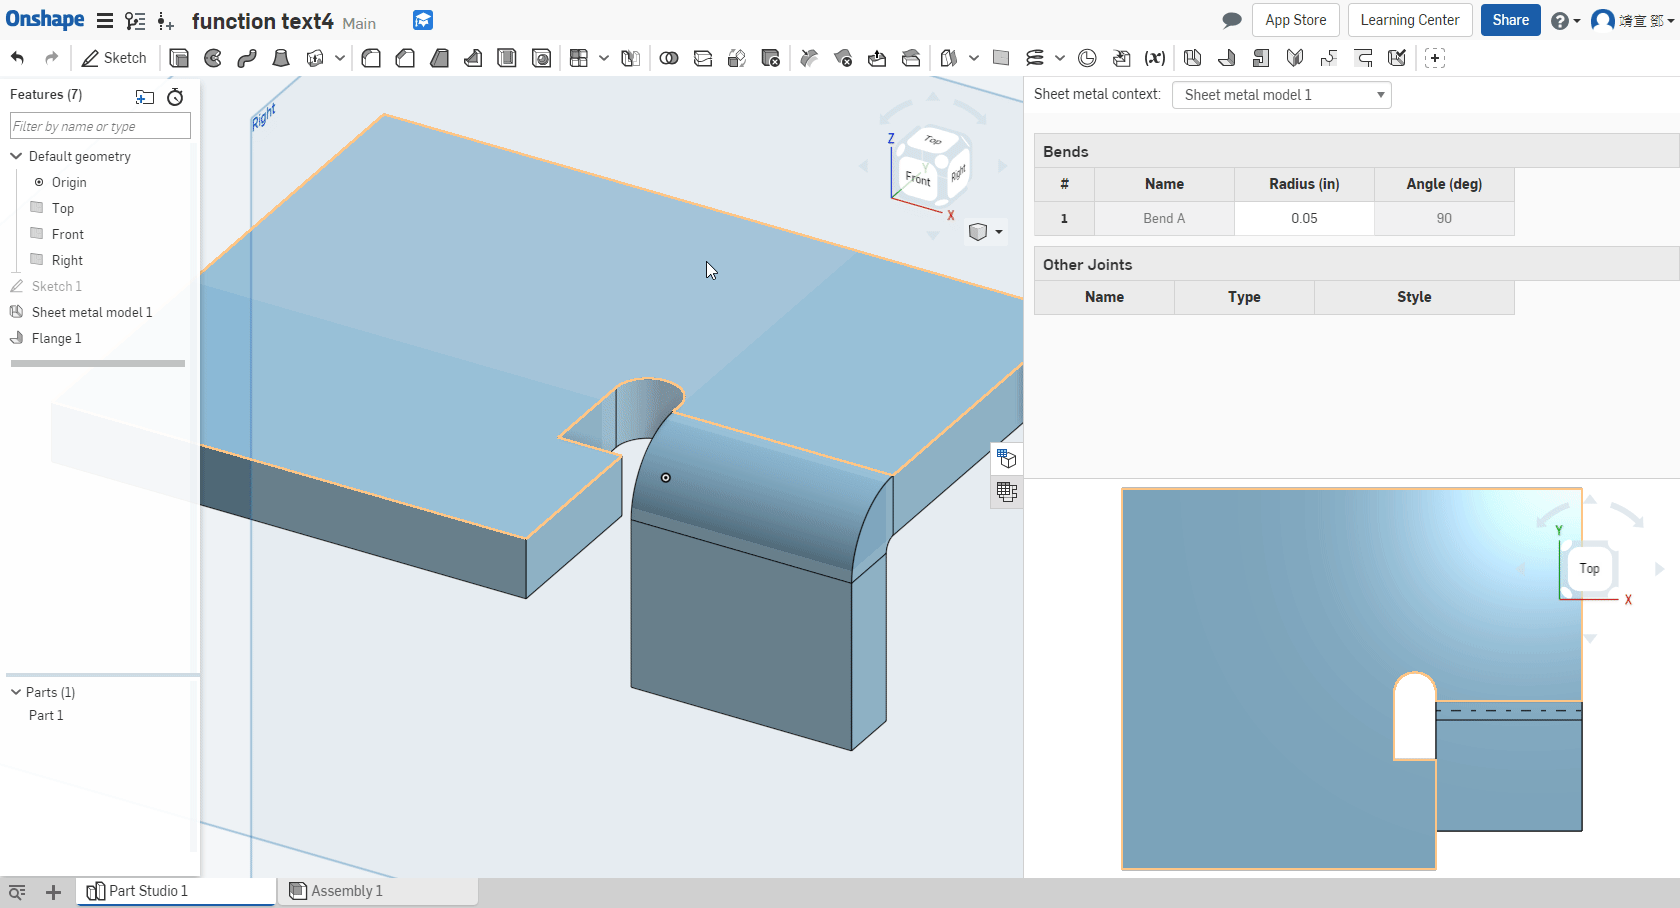 Onshape
function text4 Main
App Store
Learning Center
Share
靖宣 鄧
Sketch
(x)
Features (7)
Filter by name or type
Default geometry
Origin
Top
Front
Right
Sketch 1
Sheet metal model 1
Flange 1
Parts (1)
Part 1
Right
Z
Top
Front
Right
Y
X
Sheet metal context: Sheet metal model 1
Bends
# Name Radius (in) Angle (deg)
1 Bend A 0.05 90
Other Joints
Name Type Style
Y
Top
X
Part Studio 1
Assembly 1